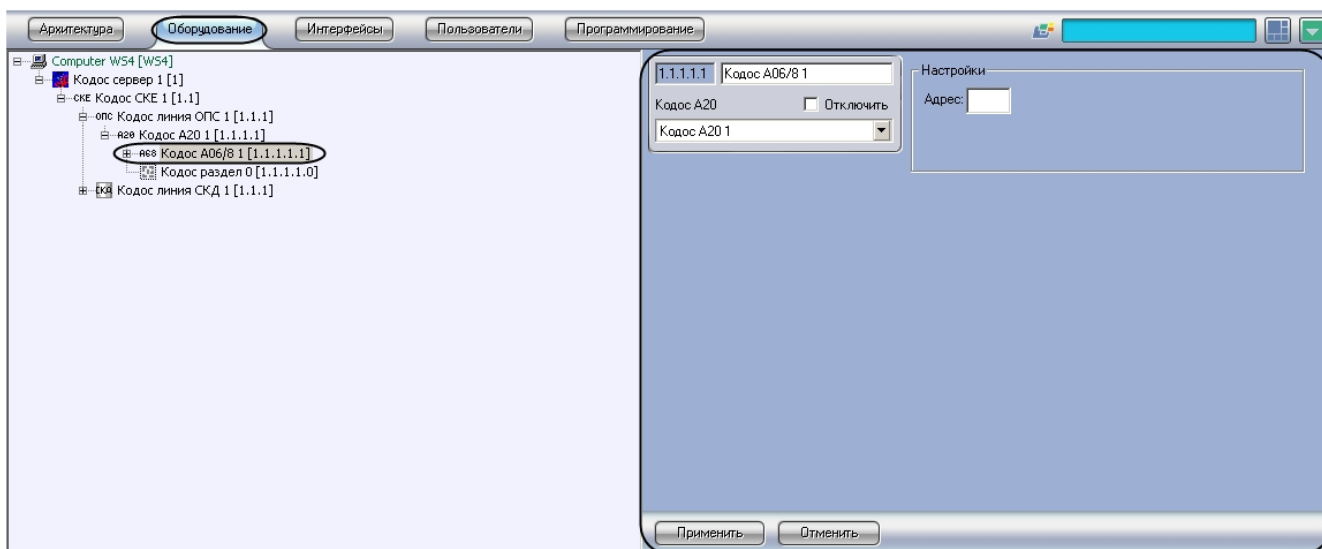 Архитектура Оборудование Интерфейсы Пользователи Программирование
Computer WS4 [WS4]
Кодос сервер 1 [1]
СКЕ Кодос СКЕ 1 [1.1]
ОПС Кодос линия ОПС 1 [1.1.1]
А20 Кодос А20 1 [1.1.1.1]
А68 Кодос А06/8 1 [1.1.1.1.1]
Кодос раздел 0 [1.1.1.1.0]
СКД Кодос линия СКД 1 [1.1.1]
1.1.1.1.1 Кодос А06/8 1
Кодос А20 Отключить
Кодос А20 1
Настройки
Адрес:
Применить Отменить